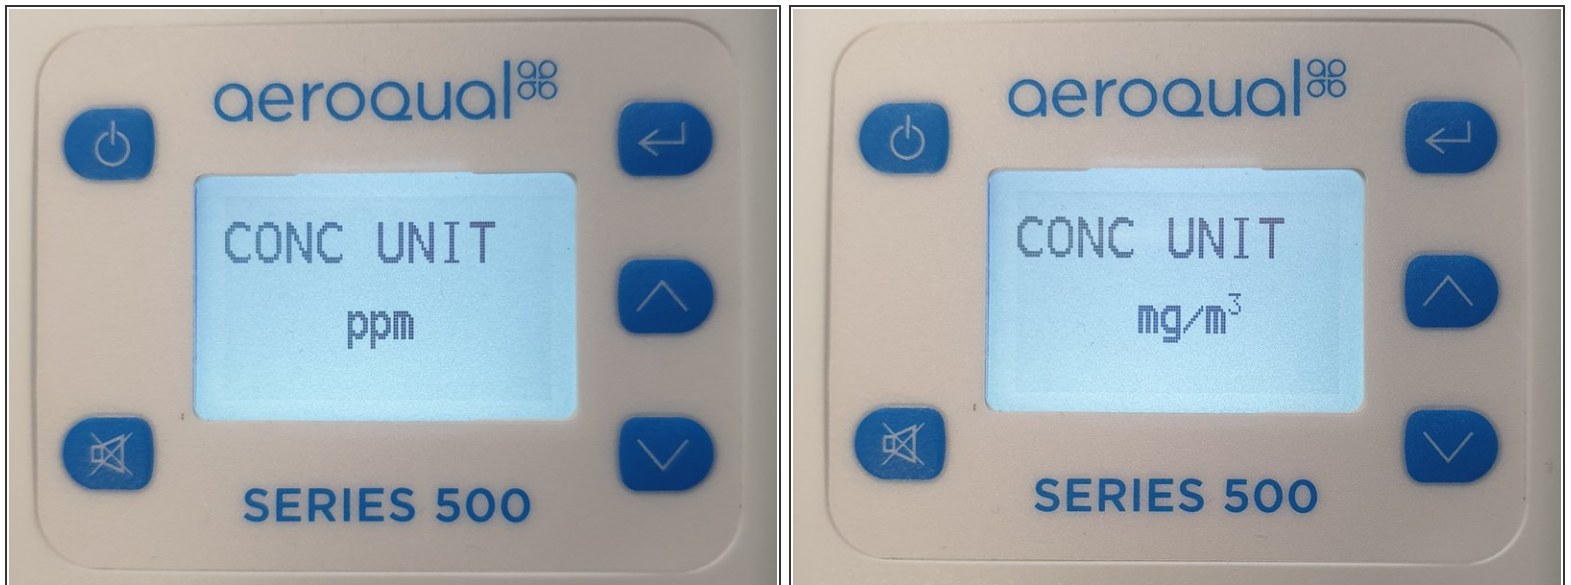 aeroqual
CONC UNIT
ppm
SERIES 500
aeroqual
CONC UNIT
mg/m³
SERIES 500